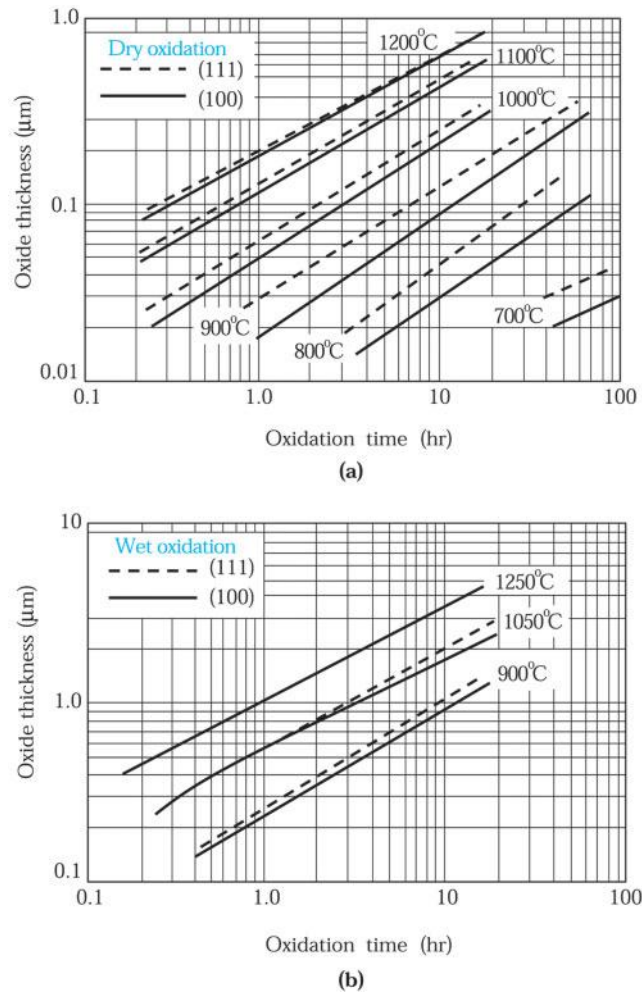 1.0
Dry oxidation
(111)
(100)
1200°C
1100°C
1000°C
Oxide thickness (μm)
0.1
900°C
800°C
700°C
0.01
0.1
1.0
10
100
Oxidation time (hr)
(a)
10
Wet oxidation
(111)
(100)
1250°C
1050°C
Oxide thickness (μm)
1.0
900°C
0.1
0.1
1.0
10
100
Oxidation time (hr)
(b)